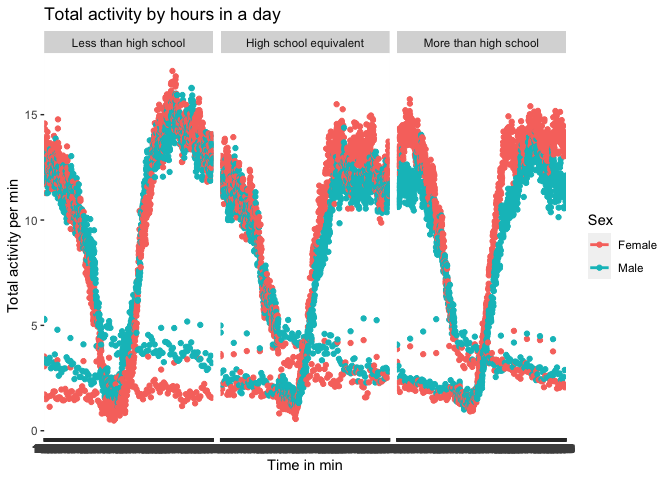 Total activity by hours in a day
Less than high school
High school equivalent
More than high school
15
10
5
0
Total activity per min
Time in min
Sex
Female
Male